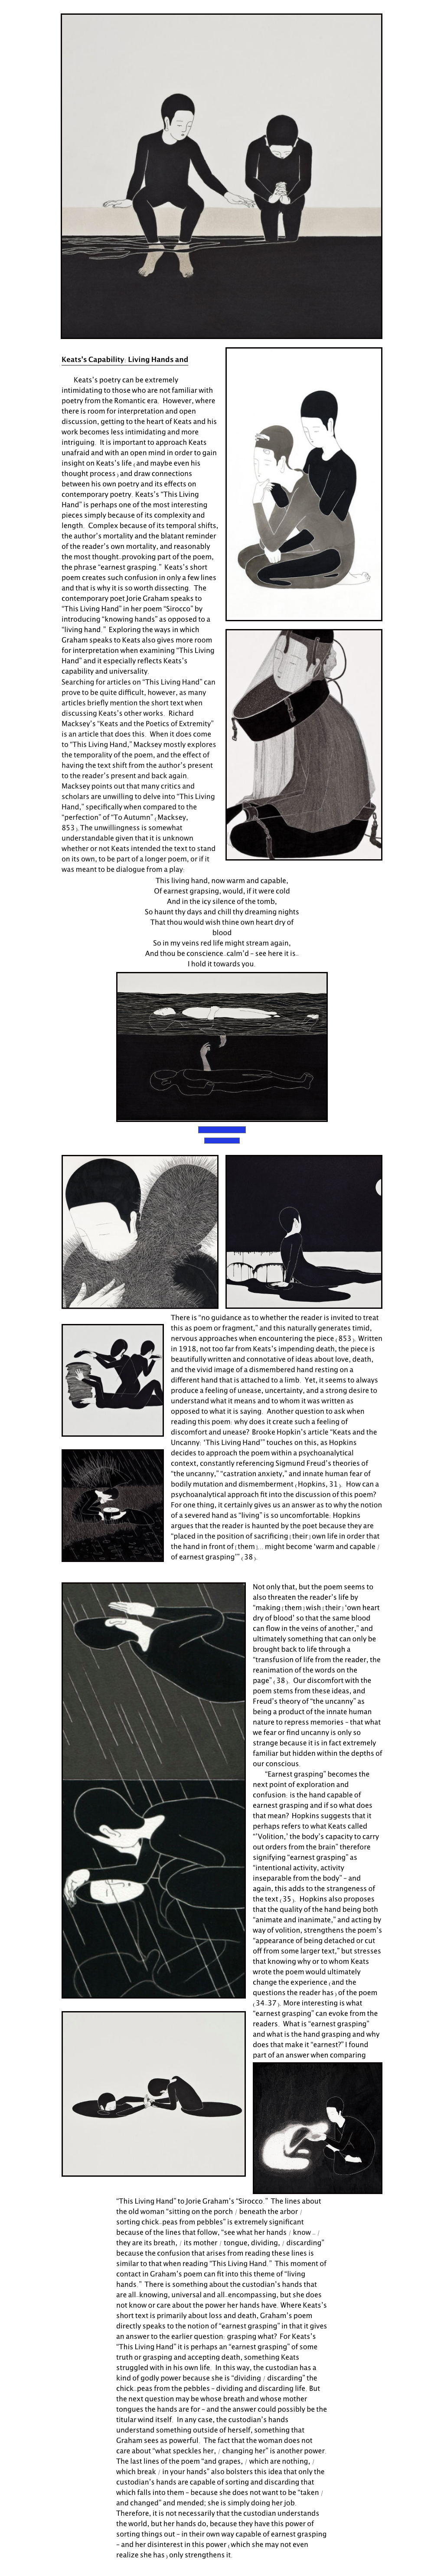 Keats's Capability: Living Hands and
Keats's poetry can be extremely
intimidating to those who are not familiar with
poetry from the Romantic era. However, where
there is room for interpretation and open
discussion, getting to the heart of Keats and his
work becomes less intimidating and more
intriguing. It is important to approach Keats
unafraid and with an open mind in order to gain
insight on Keats's life (and maybe even his
thought process) and draw connections
between his own poetry and its effects on
contemporary poetry. Keats's "This Living
Hand" is perhaps one of the most interesting
pieces simply because of its complexity and
length. Complex because of its temporal shifts,
the author's mortality and the blatant reminder
of the reader's own mortality, and reasonably
the most thought-provoking part of the poem,
the phrase "earnest grasping." Keats's short
poem creates such confusion in only a few lines
and that is why it is so worth dissecting. The
contemporary poet Jorie Graham speaks to
"This Living Hand" in her poem "Sirocco" by
introducing "knowing hands" as opposed to a
"living hand." Exploring the ways in which
Graham speaks to Keats also gives more room
for interpretation when examining "This Living
Hand" and it especially reflects Keats's
capability and universality.
Searching for articles on "This Living Hand" can
prove to be quite difficult, however, as many
articles briefly mention the short text when
discussing Keats's other works. Richard
Macksey's "Keats and the Poetics of Extremity"
is an article that does this. When it does come
to "This Living Hand," Macksey mostly explores
the temporality of the poem, and the effect of
having the text shift from the author's present
to the reader's present and back again.
Macksey points out that many critics and
scholars are unwilling to delve into "This Living
Hand," specifically when compared to the
"perfection" of "To Autumn" (Macksey,
853). The unwillingness is somewhat
understandable given that it is unknown
whether or not Keats intended the text to stand
on its own, to be part of a longer poem, or if it
was meant to be dialogue from a play:
This living hand, now warm and capable,
Of earnest grapsing, would, if it were cold
And in the icy silence of the tomb,
So haunt thy days and chill thy dreaming nights
That thou would wish thine own heart dry of
blood
So in my veins red life might stream again,
And thou be conscience-calm'd – see here it is-
I hold it towards you.
There is "no guidance as to whether the reader is invited to treat
this as poem or fragment," and this naturally generates timid,
nervous approaches when encounting the piece (853). Written
in 1918, not too far from Keats's impending death, the piece is
beautifully written and connotative of ideas about love, death,
and the vivid image of a dismembered hand resting on a
different hand that is attached to a limb. Yet, it seems to always
produce a feeling of unease, uncertainty, and a strong desire to
understand what it means and to whom it was written as
opposed to what it is saying. Another question to ask when
reading this poem: why does it create such a feeling of
discomfort and unease? Brooke Hopkin's article "Keats and the
Uncanny: 'This Living Hand'" touches on this, as Hopkins
decides to approach the poem within a psychoanalytical
context, constantly referencing Sigmund Freud's theories of
"the uncanny," "castration anxiety," and innate human fear of
bodily mutation and dismemberment (Hopkins, 31). How can a
psychoanalytical approach fit into the discussion of this poem?
For one thing, it certainly gives us an answer as to why the notion
of a severed hand as "living" is so uncomfortable: Hopkins
argues that the reader is haunted by the poet because they are
"placed in the position of sacrificing [their] own life in order that
the hand in front of [them]... might become 'warm and capable /
of earnest grasping'" (38).
Not only that, but the poem seems to
also threaten the reader's life by
"making [them] wish [their] 'own heart
dry of blood' so that the same blood
can flow in the veins of another," and
ultimately something that can only be
brought back to life through a
"transfusion of life from the reader, the
reanimation of the words on the
page" (38). Our discomfort with the
poem stems from these ideas, and
Freud's theory of "the uncanny" as
being a product of the innate human
nature to repress memories – that what
we fear or find uncanny is only so
strange because it is in fact extremely
familiar but hidden within the depths of
our conscious.
"Earnest grasping" becomes the
next point of exploration and
confusion: is the hand capable of
earnest grasping and if so what does
that mean? Hopkins suggests that it
perhaps refers to what Keats called
"'Volition,' the body's capacity to carry
out orders from the brain" therefore
signifying "earnest grasping" as
"intentional activity, activity
inseparable from the body" – and
again, this adds to the strangeness of
the text (35). Hopkins also proposes
that the quality of the hand being both
"animate and inanimate," and acting by
way of volition, strengthens the poem's
"appearance of being detached or cut
off from some larger text," but stresses
that knowing why or to whom Keats
wrote the poem would ultimately
change the experience (and the
questions the reader has) of the poem
(34-37). More interesting is what
"earnest grasping" can evoke from the
readers. What is "earnest grasping"
and what is the hand grasping and why
does that make it "earnest?" I found
part of an answer when comparing
"This Living Hand" to Jorie Graham's "Sirocco." The lines about
the old woman "sitting on the porch / beneath the arbor /
sorting chick-peas from pebbles" is extremely significant
because of the lines that follow, "see what her hands / know – /
they are its breath, / its mother / tongue, dividing, / discarding"
because the confusion that arises from reading these lines is
similar to that when reading "This Living Hand." This moment of
contact in Graham's poem can fit into this theme of "living
hands." There is something about the custodian's hands that
are all-knowing, universal and all-encompassing, but she does
not know or care about the power her hands have. Where Keats's
short text is primarily about loss and death, Graham's poem
directly speaks to the notion of "earnest grasping" in that it gives
an answer to the earlier question: grasping what? For Keats's
"This Living Hand" it is perhaps an "earnest grasping" of some
truth or grasping and accepting death, something Keats
struggled with in his own life. In this way, the custodian has a
kind of godly power because she is "dividing / discarding" the
chick-peas from the pebbles – dividing and discarding life. But
the next question may be whose breath and whose mother
tongues the hands are for – and the answer could possibly be the
titular wind itself. In any case, the custodian's hands
understand something outside of herself, something that
Graham sees as powerful. The fact that the woman does not
care about "what speckles her, / changing her" is another power.
The last lines of the poem "and grapes, / which are nothing, /
which break / in your hands" also bolsters this idea that only the
custodian's hands are capable of sorting and discarding that
which falls into them – because she does not want to be "taken /
and changed" and mended; she is simply doing her job.
Therefore, it is not necessarily that the custodian understands
the world, but her hands do, because they have this power of
sorting things out – in their own way capable of earnest grasping
– and her disinterest in this power (which she may not even
realize she has) only strengthens it.